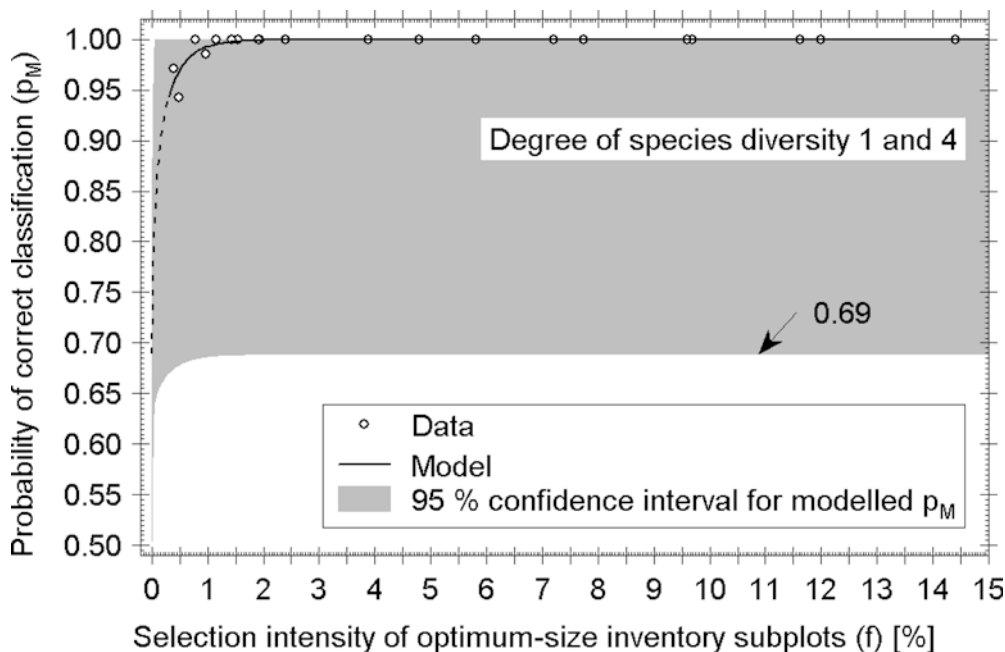 1.00
0.95
0.90
0.85
0.80
0.75
0.70
0.65
0.60
0.55
0.50
Probability of correct classification (pM)
Degree of species diversity 1 and 4
0.69
Data
Model
95 % confidence interval for modelled pM
0 1 2 3 4 5 6 7 8 9 10 11 12 13 14 15
Selection intensity of optimum-size inventory subplots (f) [%]